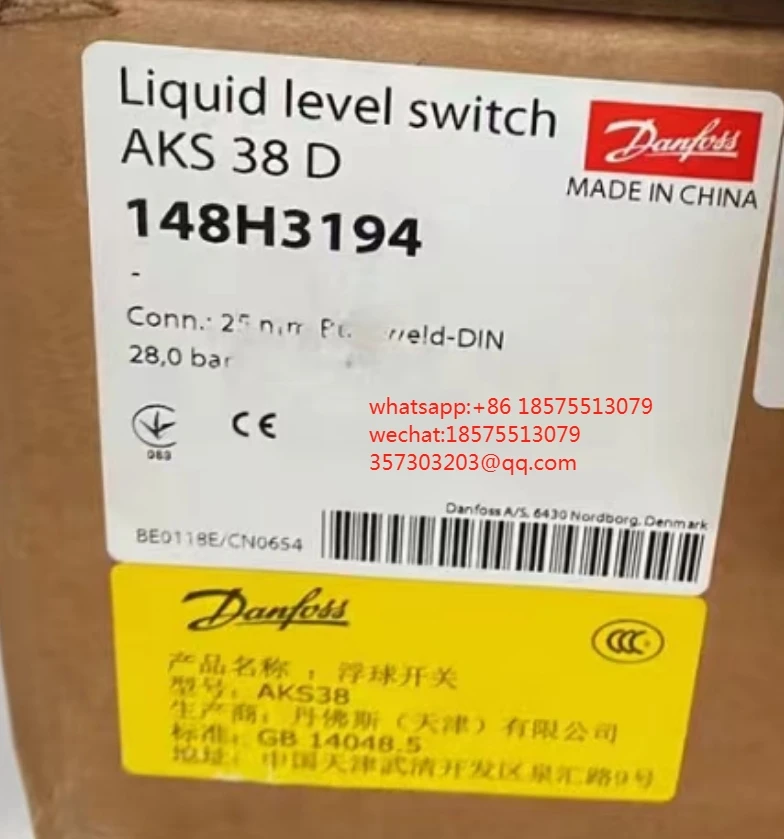 Liquid level switch
AKS 38 D
Danfoss
MADE IN CHINA
148H3194
-
Conn.: 25 mm weld-DIN
28,0 bar
089
CE
whatsapp:+86 18575513079
wechat:18575513079
357303203@qq.com
Danfoss A/S, 6430 Nordborg, Denmark
BE0118E/CN0654
Danfoss
CCC
产品名称：浮球开关
型号：AKS38
生产商：丹佛斯（天津）有限公司
标准：GB 14048.5
地址：中国天津武清开发区泉汇路9号